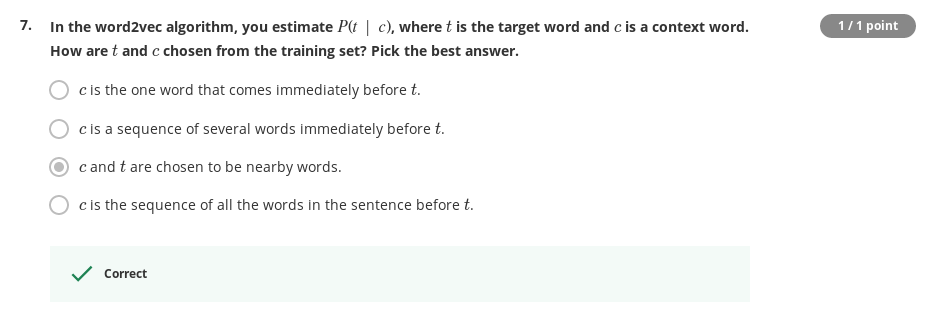 7. In the word2vec algorithm, you estimate P(t | c), where t is the target word and c is a context word. 1 / 1 point
How are t and c chosen from the training set? Pick the best answer.
c is the one word that comes immediately before t.
c is a sequence of several words immediately before t.
c and t are chosen to be nearby words.
c is the sequence of all the words in the sentence before t.
Correct